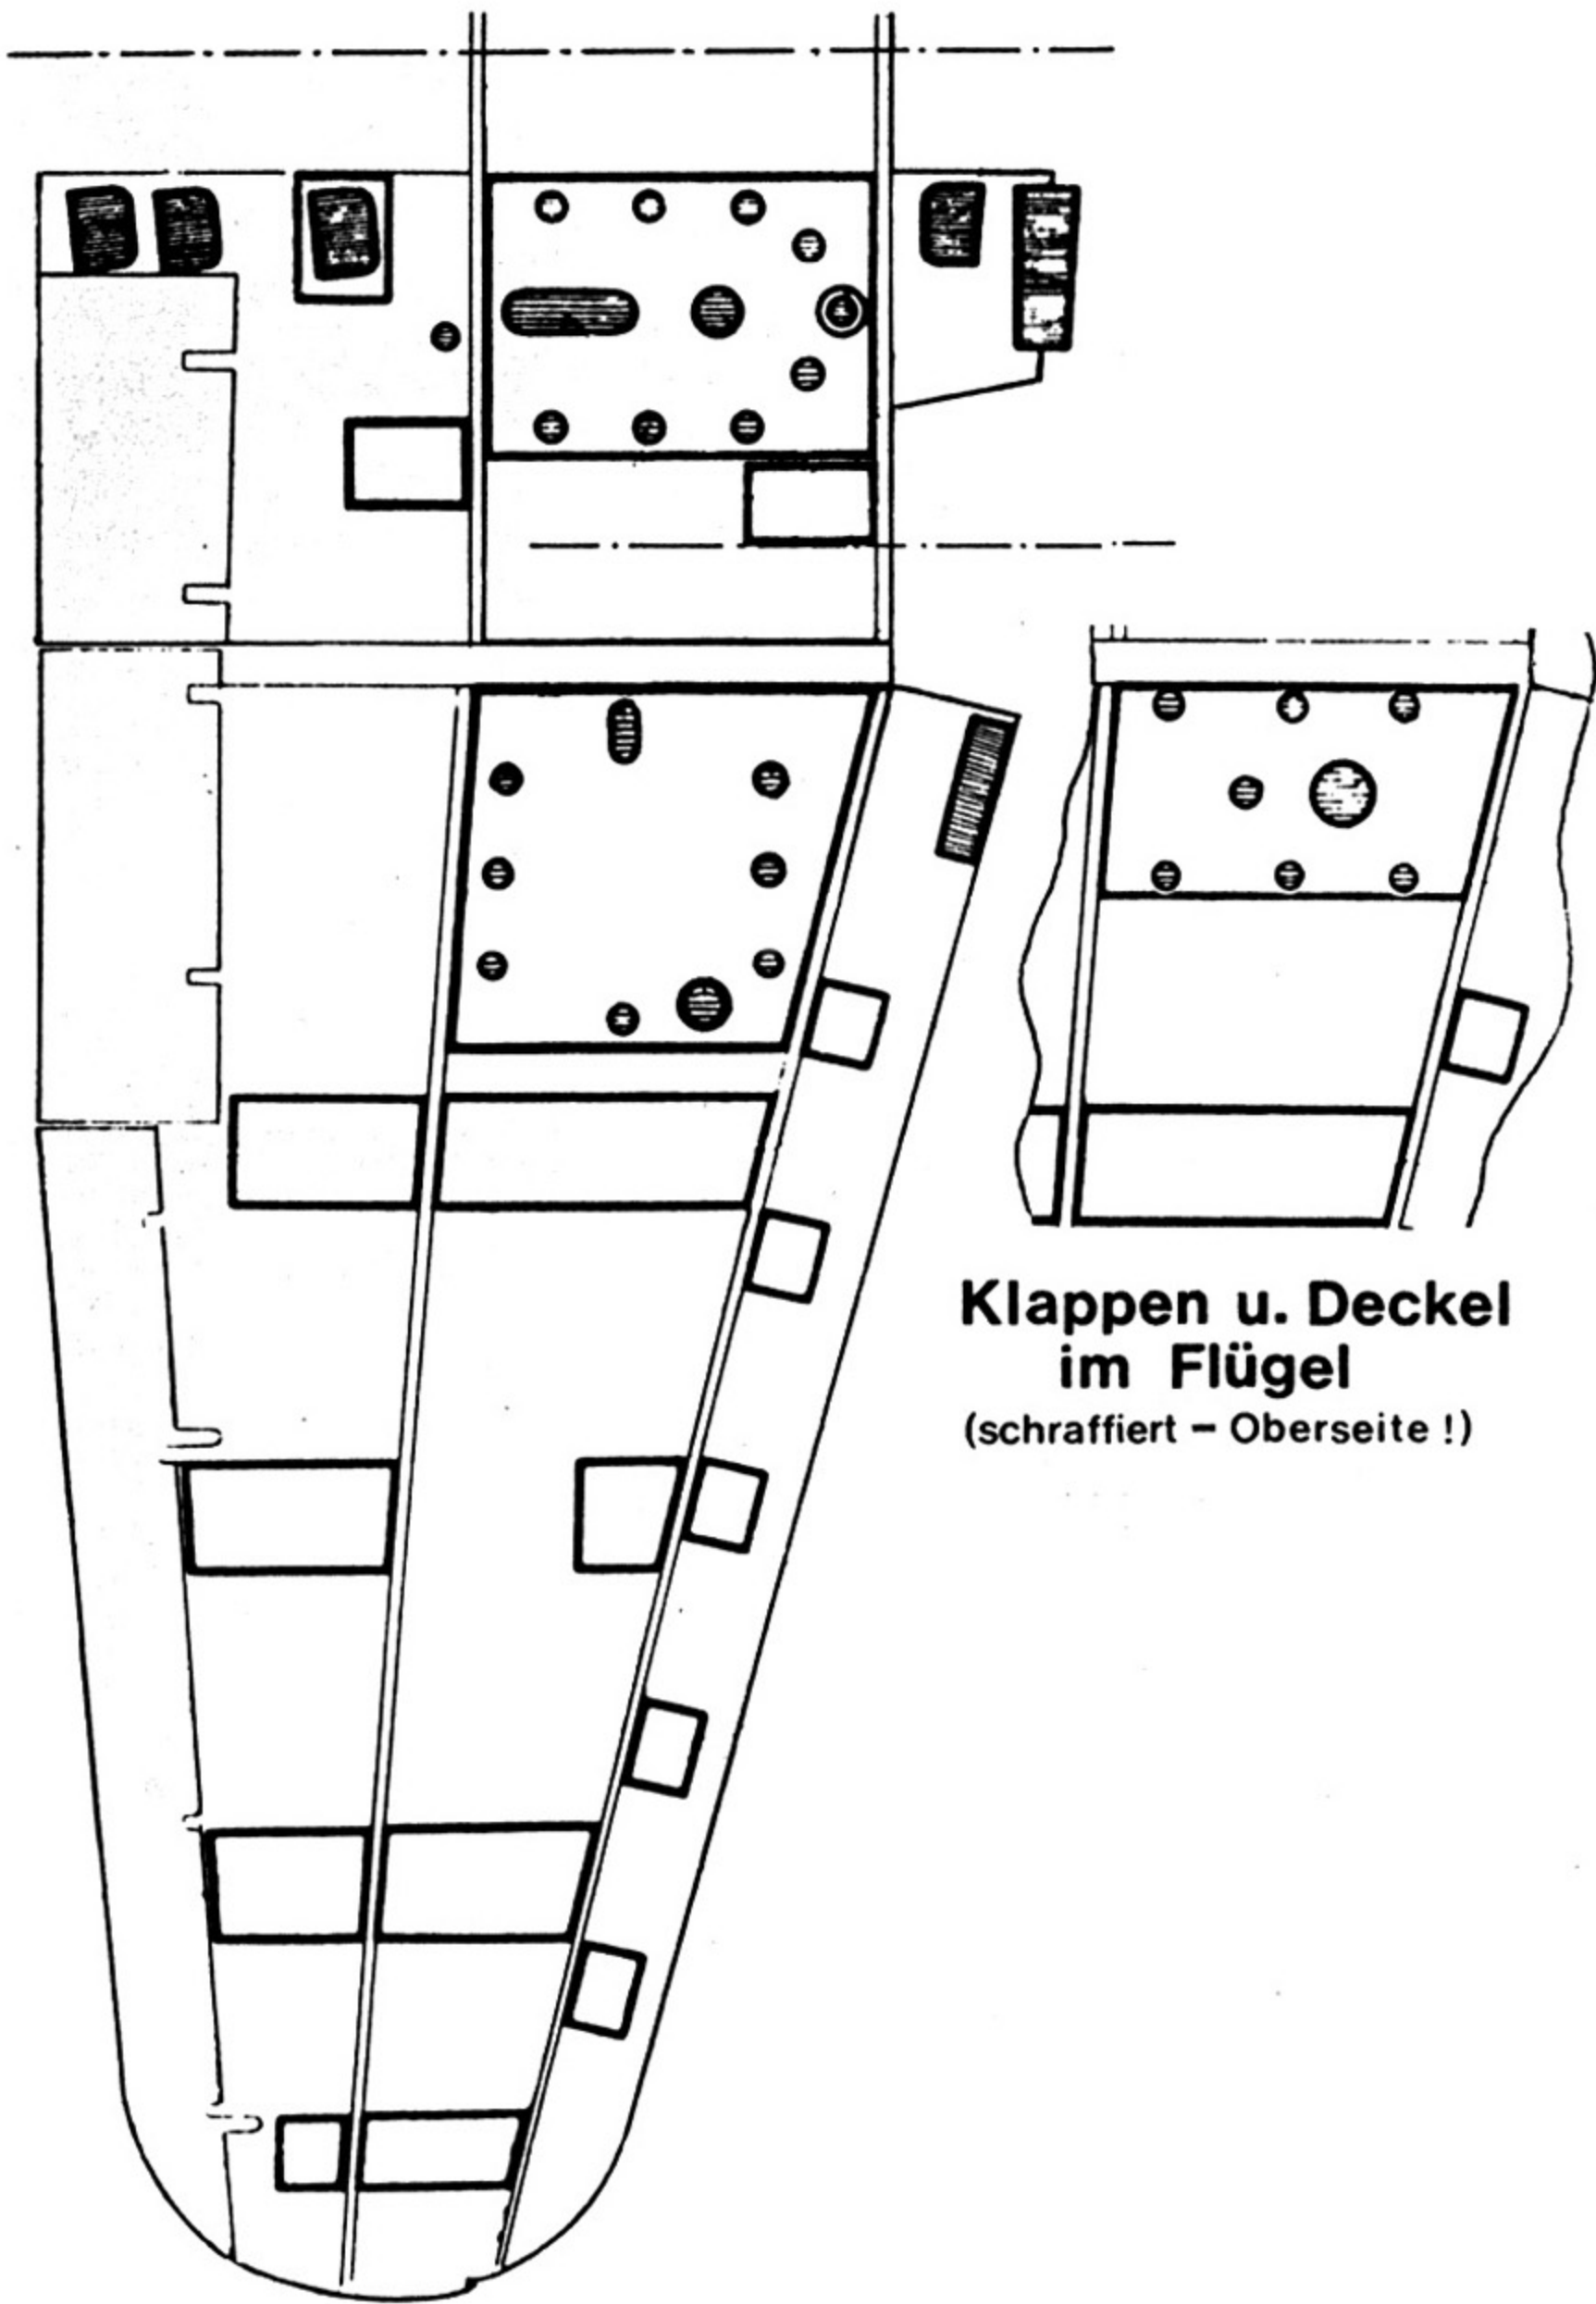 Klappen u. Deckel
im Flügel
(schraffiert – Oberseite !)